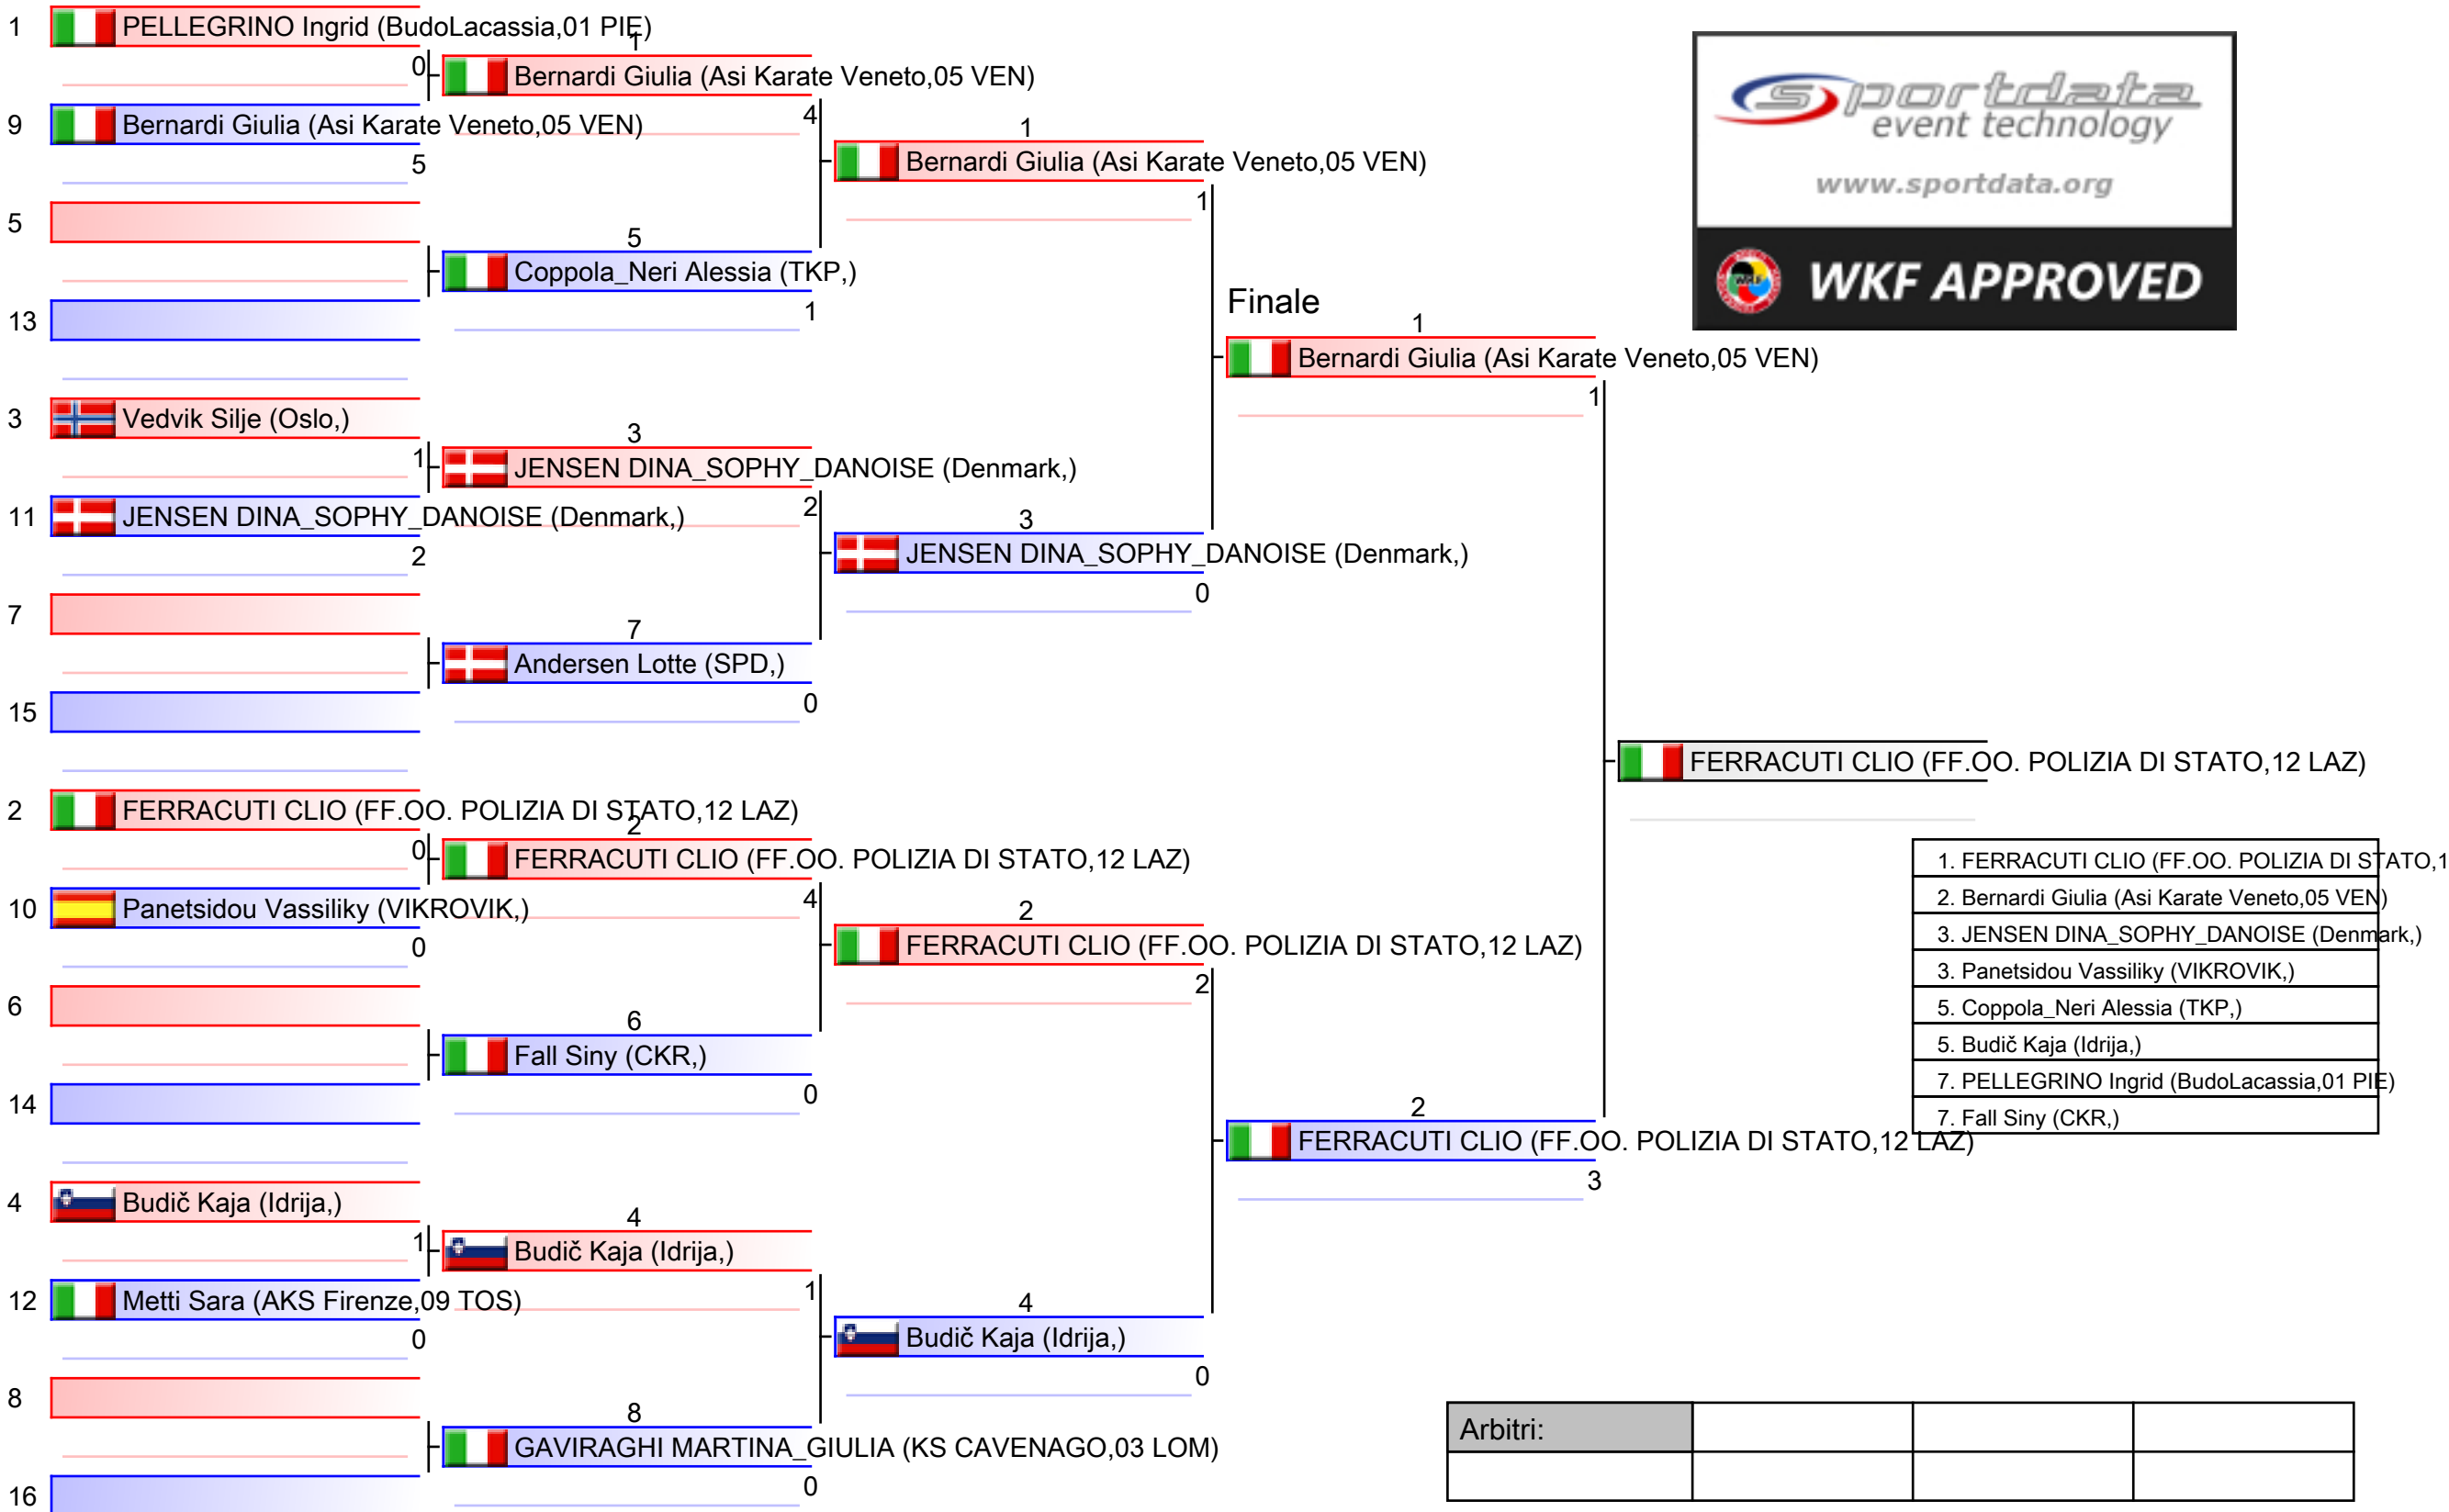 1 PELLEGRINO Ingrid (BudoLacassia,01 PIE)
0
1
Bernardi Giulia (Asi Karate Veneto,05 VEN)
9 Bernardi Giulia (Asi Karate Veneto,05 VEN)
5
4
1
Bernardi Giulia (Asi Karate Veneto,05 VEN)
1
5
5
Coppola_Neri Alessia (TKP,)
1
13
Finale
1
Bernardi Giulia (Asi Karate Veneto,05 VEN)
1
3 Vedvik Silje (Oslo,)
1
3
JENSEN DINA_SOPHY_DANOISE (Denmark,)
11 JENSEN DINA_SOPHY_DANOISE (Denmark,)
2
2
3
JENSEN DINA_SOPHY_DANOISE (Denmark,)
0
7
7
Andersen Lotte (SPD,)
0
15
FERRACUTI CLIO (FF.OO. POLIZIA DI STATO,12 LAZ)
2 FERRACUTI CLIO (FF.OO. POLIZIA DI STATO,12 LAZ)
0
2
FERRACUTI CLIO (FF.OO. POLIZIA DI STATO,12 LAZ)
10 Panetsidou Vassiliky (VIKROVIK,)
0
4
2
FERRACUTI CLIO (FF.OO. POLIZIA DI STATO,12 LAZ)
2
6
6
Fall Siny (CKR,)
0
14
2
FERRACUTI CLIO (FF.OO. POLIZIA DI STATO,12 LAZ)
3
4 Budič Kaja (Idrija,)
1
4
Budič Kaja (Idrija,)
12 Metti Sara (AKS Firenze,09 TOS)
0
1
4
Budič Kaja (Idrija,)
0
8
8
GAVIRAGHI MARTINA_GIULIA (KS CAVENAGO,03 LOM)
0
16
sportdata
event technology
www.sportdata.org
WKF
WKF APPROVED
1. FERRACUTI CLIO (FF.OO. POLIZIA DI STATO,1
2. Bernardi Giulia (Asi Karate Veneto,05 VEN)
3. JENSEN DINA_SOPHY_DANOISE (Denmark,)
3. Panetsidou Vassiliky (VIKROVIK,)
5. Coppola_Neri Alessia (TKP,)
5. Budič Kaja (Idrija,)
7. PELLEGRINO Ingrid (BudoLacassia,01 PIE)
7. Fall Siny (CKR,)
Arbitri: